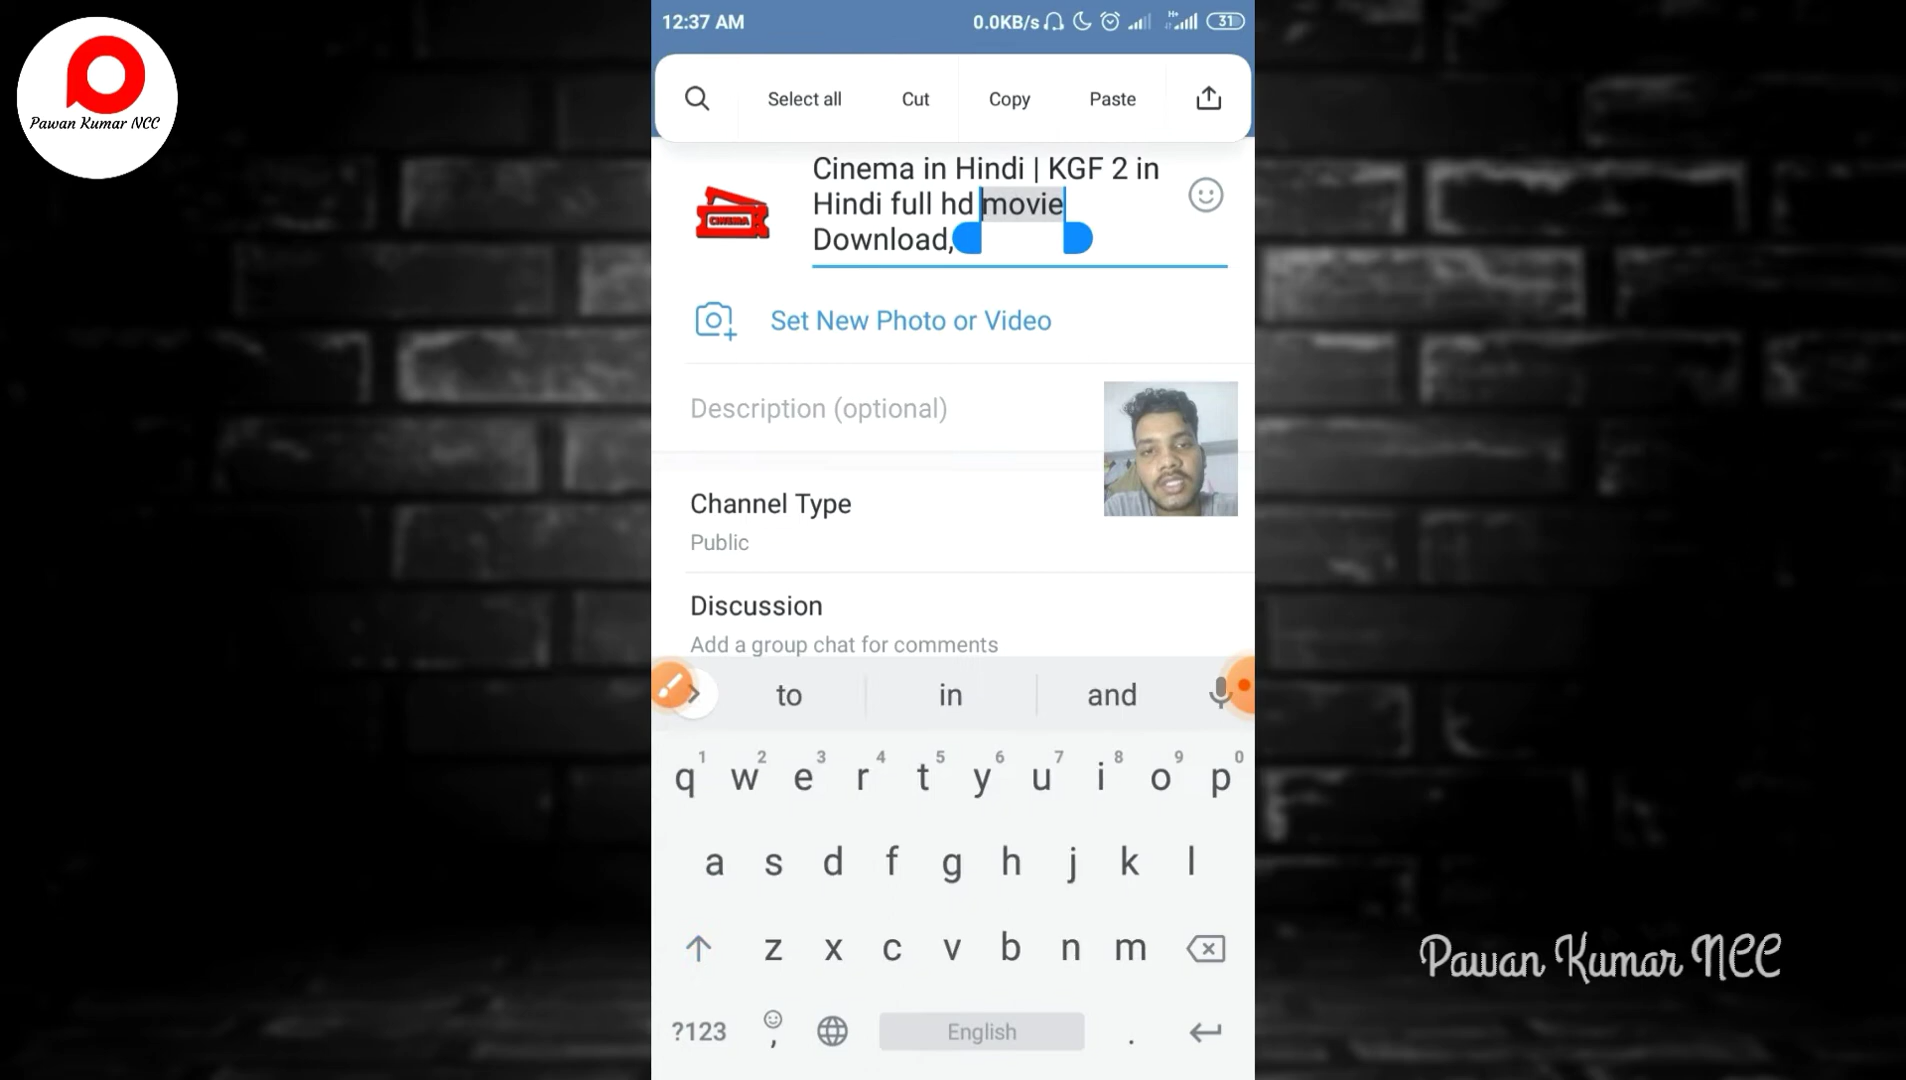 Pawan Kumar NCC
12:37 AM
0.0KB/s
H+
31
Select all
Cut
Copy
Paste
CINEMA
Cinema in Hindi | KGF 2 in
Hindi full hd movie
Download,
Set New Photo or Video
Description (optional)
Channel Type
Public
Discussion
Add a group chat for comments
to
in
and
1 2 3 4 5 6 7 8 9 0
q w e r t y u i o p
a s d f g h j k l
z x c v b n m
?123
,
English
.
Pawan Kumar NCC